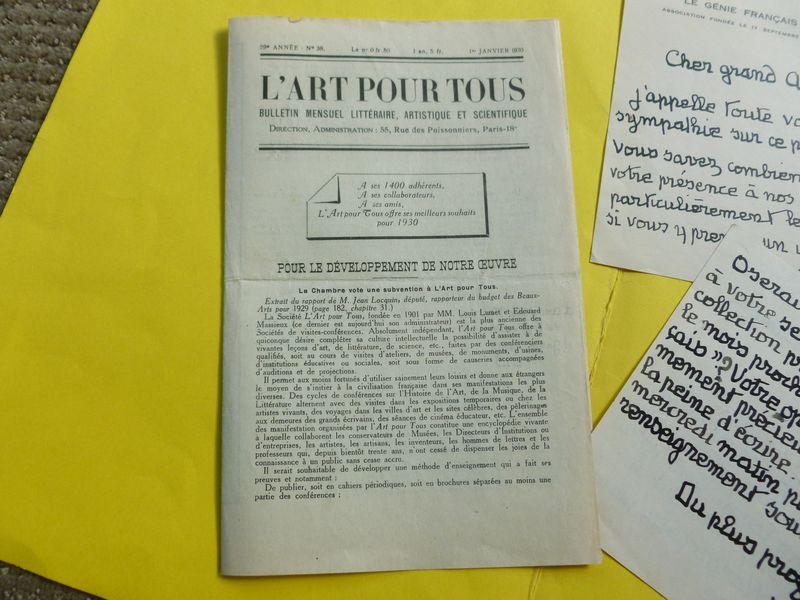 29e ANNÉE - No 38. Le no 0 fr. 50 1 an, 5 fr. 1er JANVIER 1930
L'ART POUR TOUS
BULLETIN MENSUEL LITTÉRAIRE, ARTISTIQUE ET SCIENTIFIQUE
DIRECTION, ADMINISTRATION : 55, Rue des Poissonniers, Paris-18e
A ses 1400 adhérents,
A ses collaborateurs,
A ses amis,
L'Art pour Tous offre ses meilleurs souhaits
pour 1930
POUR LE DÉVELOPPEMENT DE NOTRE ŒUVRE
La Chambre vote une subvention à L'Art pour Tous.
Extrait du rapport de M. Jean Locquin, député, rapporteur du budget des Beaux-
Arts pour 1929 (page 182, chapitre 31.)
La Société L'Art pour Tous, fondée en 1901 par MM. Louis Lumet et Edouard
Massieux (ce dernier est aujourd'hui son administrateur) est la plus ancienne des
Sociétés de visites-conférences. Absolument indépendant, l'Art pour Tous offre à
quiconque désire compléter sa culture intellectuelle la possibilité d'assister à de
vivantes leçons d'art, de littérature, de science, etc., faites par des conférenciers
qualifiés, soit au cours de visites d'ateliers, de musées, de monuments, d'usines,
d'institutions éducatives ou sociales, soit sous forme de causeries accompagnées
d'auditions et de projections.
Il permet aux moins fortunés d'utiliser sainement leurs loisirs et donne aux étrangers
le moyen de s'initier à la civilisation française dans ses manifestations les plus
diverses. Des cycles de conférences sur l'Histoire de l'Art, de la Musique, de la
Littérature alternent avec des visites dans les expositions temporaires ou chez les
artistes vivants, des voyages dans les villes d'art et les sites célèbres, des pèlerinages
aux demeures des grands écrivains, des séances de cinéma éducateur, etc. L'ensemble
des manifestation organisées par l'Art pour Tous constitue une encyclopédie vivante
à laquelle collaborent les conservateurs de Musées, les Directeurs d'Institutions ou
d'entreprises, les artistes, les artisans, les inventeurs, les hommes de lettres et les
professeurs qui, depuis bientôt trente ans, n'ont cessé de dispenser les joies de la
connaissance à un public sans cesse accru.
Il serait souhaitable de développer une méthode d'enseignement qui a fait ses
preuves et notamment :
De publier, soit en cahiers périodiques, soit en brochures séparées au moins une
partie des conférences ;
LE GÉNIE FRANÇAIS
ASSOCIATION FONDÉE LE 17 SEPTEMBRE
Cher grand
j'appelle toute
sympathie sur ce
vous savez combien
votre présence à nos
particulièrement
si vous y un
à votre
collection
le mois
Votre
précieu
la peine d'écrire.
mercredi matin
renseignement
Du plus